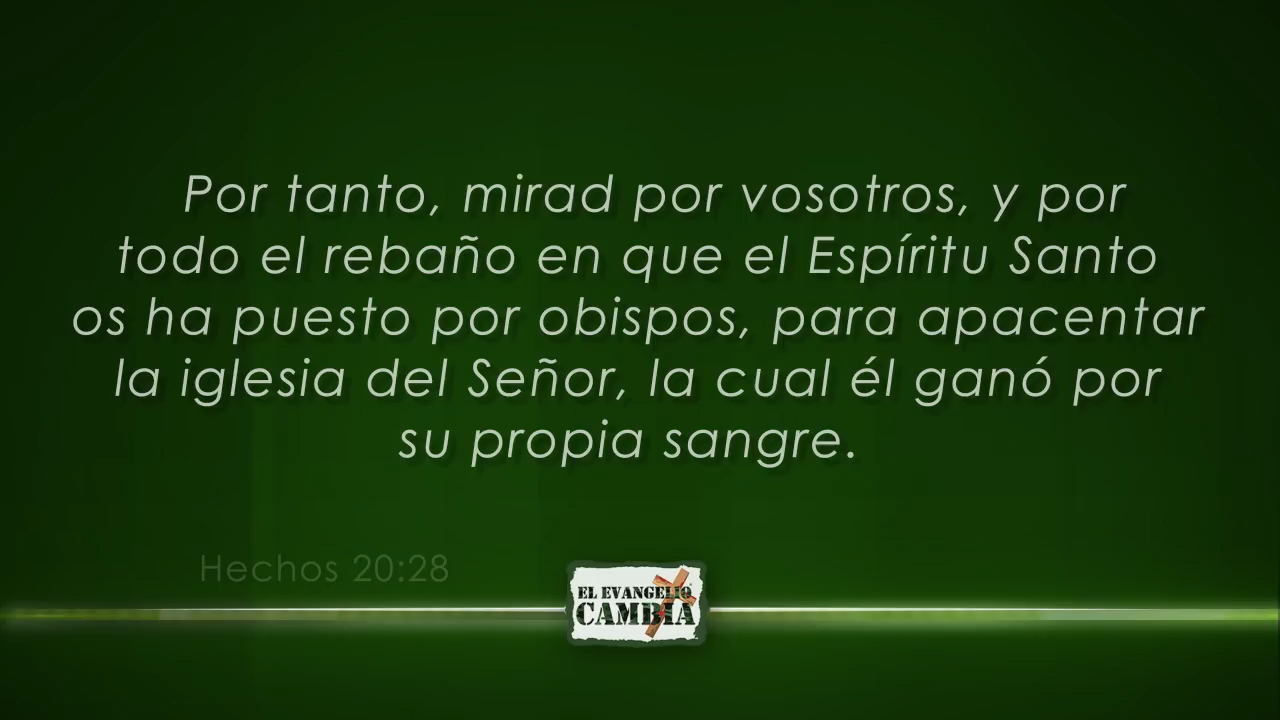 Por tanto, mirad por vosotros, y por
todo el rebaño en que el Espíritu Santo
os ha puesto por obispos, para apacentar
la iglesia del Señor, la cual él ganó por
su propia sangre.
Hechos 20:28
EL EVANGELIO
CAMBIA